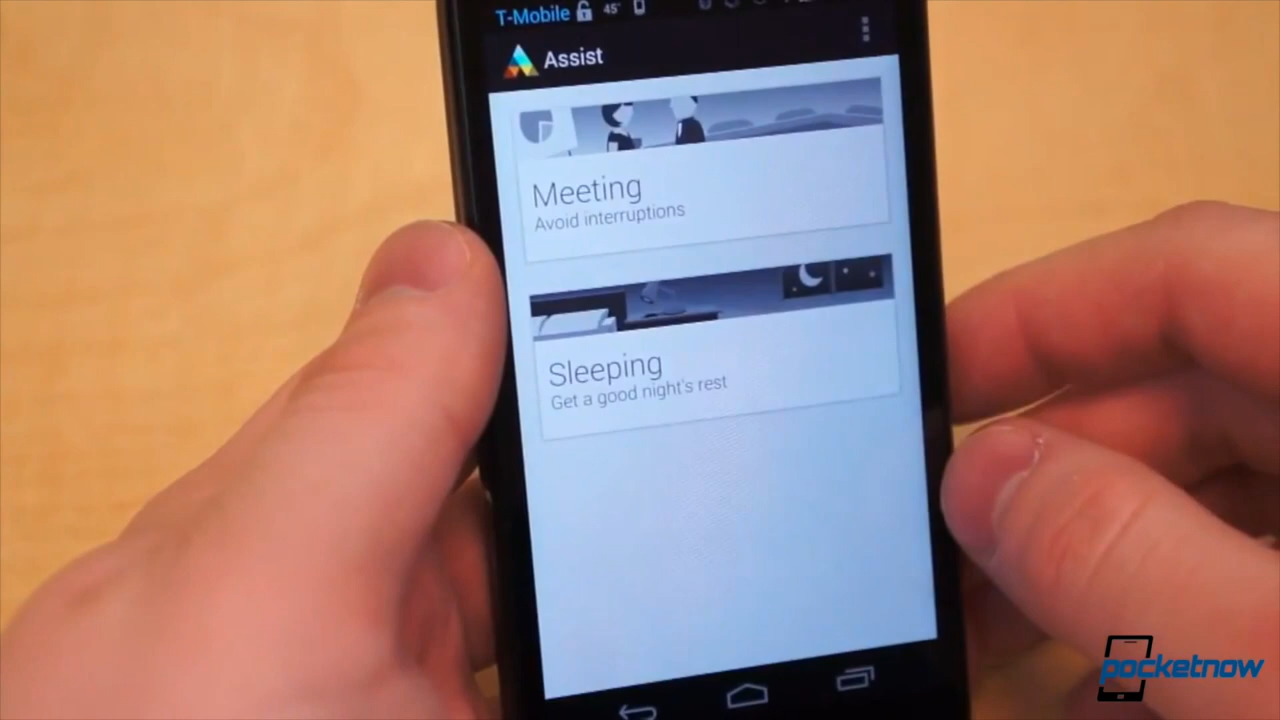 T-Mobile 45°
Assist
Meeting
Avoid interruptions
Sleeping
Get a good night's rest
pocketnow